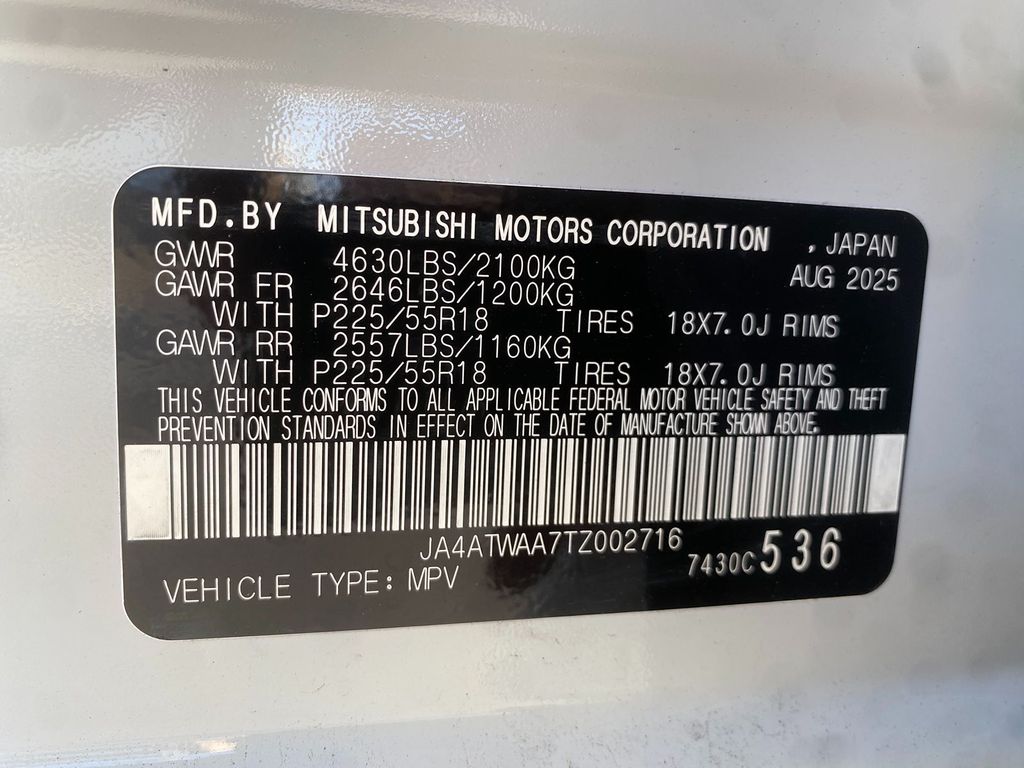 MFD.BY MITSUBISHI MOTORS CORPORATION , JAPAN
GVWR 4630LBS/2100KG AUG 2025
GAWR FR 2646LBS/1200KG
WITH P225/55R18 TIRES 18X7.0J RIMS
GAWR RR 2557LBS/1160KG
WITH P225/55R18 TIRES 18X7.0J RIMS
THIS VEHICLE CONFORMS TO ALL APPLICABLE FEDERAL MOTOR VEHICLE SAFETY AND THEFT
PREVENTION STANDARDS IN EFFECT ON THE DATE OF MANUFACTURE SHOWN ABOVE.
JA4ATWAA7TZ002716
7430C 536
VEHICLE TYPE: MPV